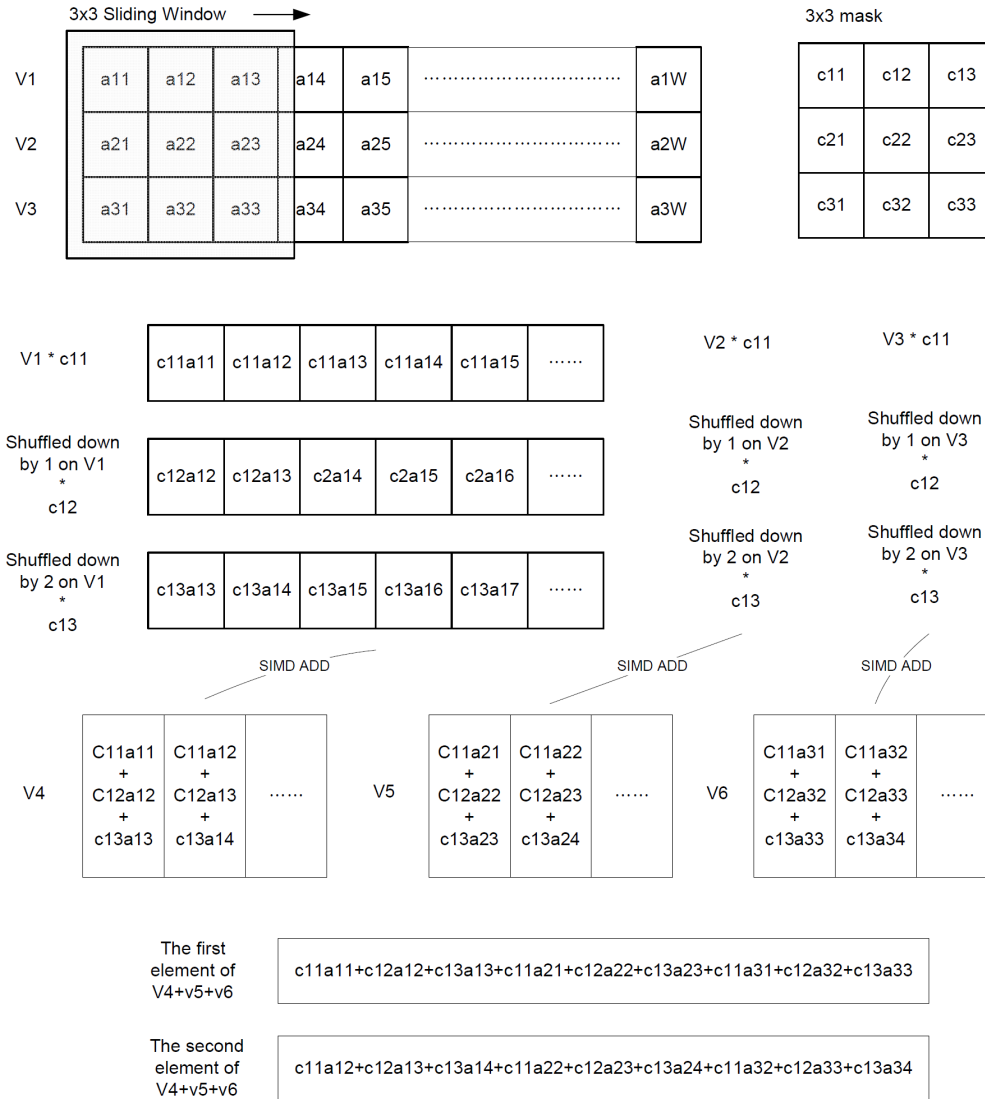 3x3 Sliding Window
3x3 mask
V1 a11 a12 a13 a14 a15 …………………………… a1W
c11 c12 c13
V2 a21 a22 a23 a24 a25 …………………………… a2W
c21 c22 c23
V3 a31 a32 a33 a34 a35 …………………………… a3W
c31 c32 c33
V1 * c11
c11a11 c11a12 c11a13 c11a14 c11a15 ……
V2 * c11
V3 * c11
Shuffled down
by 1 on V1
*
c12
c12a12 c12a13 c2a14 c2a15 c2a16 ……
Shuffled down
by 1 on V2
*
c12
Shuffled down
by 1 on V3
*
c12
Shuffled down
by 2 on V1
*
c13
c13a13 c13a14 c13a15 c13a16 c13a17 ……
Shuffled down
by 2 on V2
*
c13
Shuffled down
by 2 on V3
*
c13
SIMD ADD
SIMD ADD
SIMD ADD
V4
C11a11
+
C12a12
+
c13a13
C11a12
+
C12a13
+
c13a14
……
V5
C11a21
+
C12a22
+
c13a23
C11a22
+
C12a23
+
c13a24
……
V6
C11a31
+
C12a32
+
c13a33
C11a32
+
C12a33
+
c13a34
……
The first
element of
V4+v5+v6
c11a11+c12a12+c13a13+c11a21+c12a22+c13a23+c11a31+c12a32+c13a33
The second
element of
V4+v5+v6
c11a12+c12a13+c13a14+c11a22+c12a23+c13a24+c11a32+c12a33+c13a34